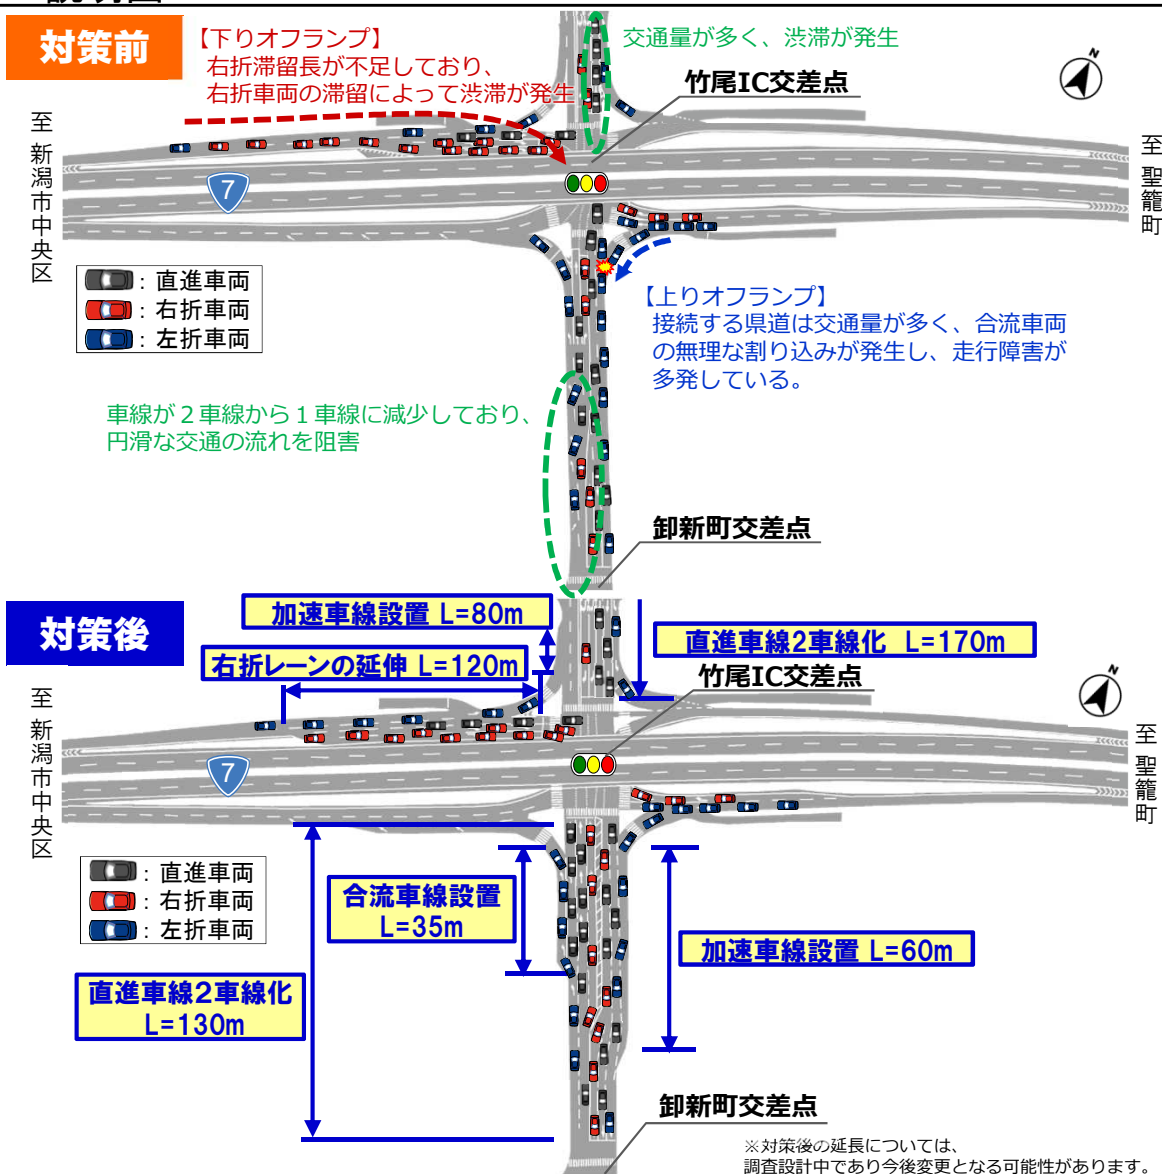 対策前
【下りオフランプ】
右折滞留長が不足しており、
右折車両の滞留によって渋滞が発生
交通量が多く、渋滞が発生
竹尾IC交差点
N
至 新潟市中央区
至 聖籠町
7
：直進車両
：右折車両
：左折車両
【上りオフランプ】
接続する県道は交通量が多く、合流車両
の無理な割り込みが発生し、走行障害が
多発している。
車線が２車線から１車線に減少しており、
円滑な交通の流れを阻害
卸新町交差点
対策後
加速車線設置 L=80m
右折レーンの延伸 L=120m
直進車線2車線化 L=170m
竹尾IC交差点
N
至 新潟市中央区
至 聖籠町
7
：直進車両
：右折車両
：左折車両
合流車線設置
L=35m
加速車線設置 L=60m
直進車線2車線化
L=130m
卸新町交差点
※対策後の延長については、
調査設計中であり今後変更となる可能性があります。